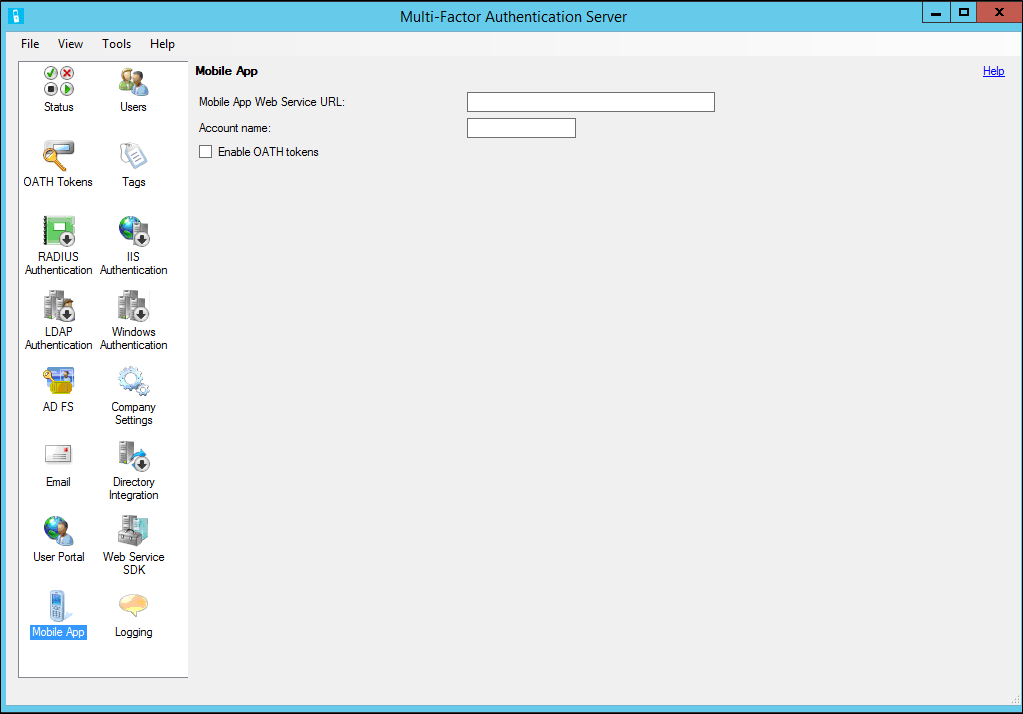 Multi-Factor Authentication Server
File View Tools Help
Status Users
OATH Tokens Tags
RADIUS Authentication
IIS Authentication
LDAP Authentication
Windows Authentication
AD FS
Company Settings
Email
Directory Integration
User Portal
Web Service SDK
Mobile App
Logging
Mobile App
Help
Mobile App Web Service URL:
Account name:
Enable OATH tokens